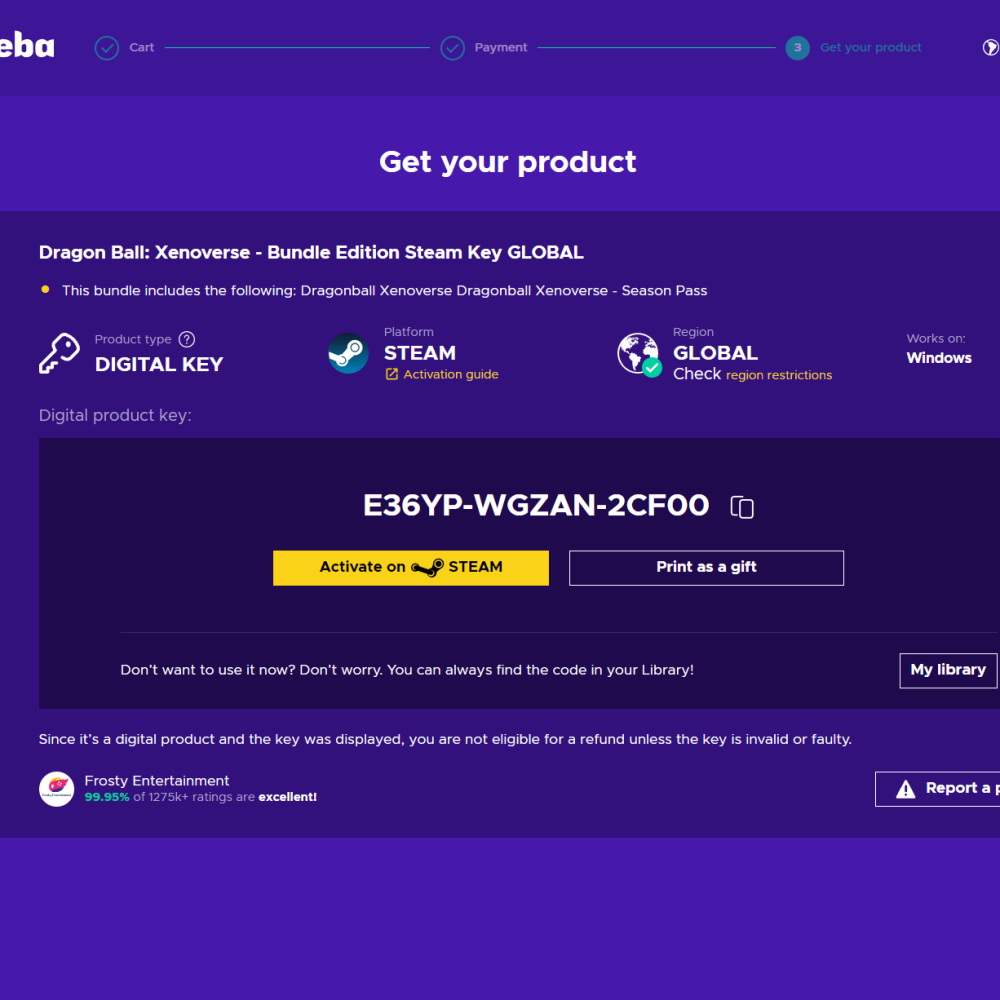 eba
Cart
Payment
3 Get your product
Get your product
Dragon Ball: Xenoverse - Bundle Edition Steam Key GLOBAL
This bundle includes the following: Dragonball Xenoverse Dragonball Xenoverse - Season Pass
Product type ?
DIGITAL KEY
Platform
STEAM
Activation guide
Region
GLOBAL
Check region restrictions
Works on:
Windows
Digital product key:
E36YP-WGZAN-2CF00
Activate on STEAM
Print as a gift
Don't want to use it now? Don't worry. You can always find the code in your Library!
My library
Since it's a digital product and the key was displayed, you are not eligible for a refund unless the key is invalid or faulty.
Frosty Entertainment
99.95% of 1275k+ ratings are excellent!
Report a p